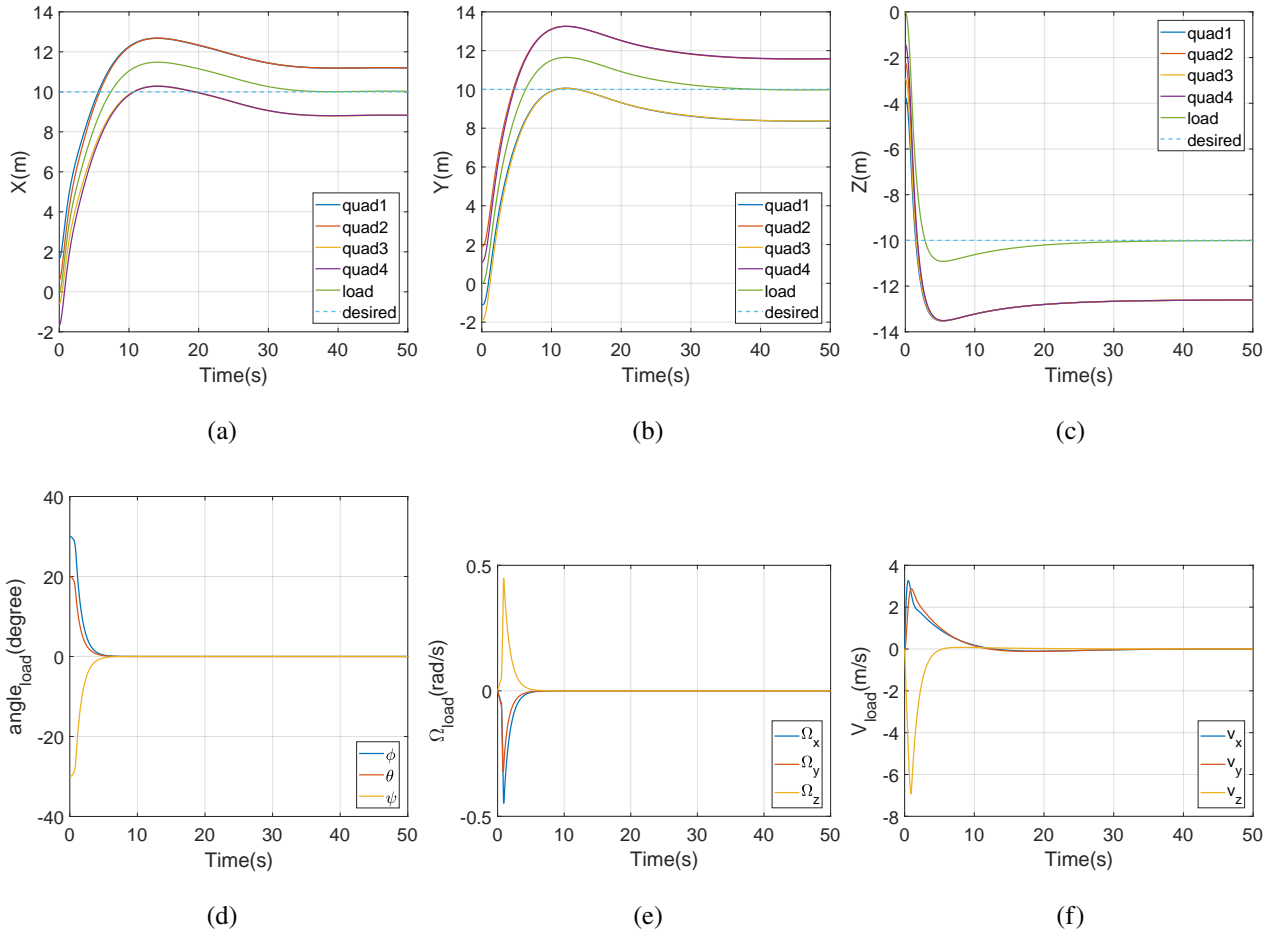 14
12
10
8
6
4
2
0
-2
X(m)
0 10 20 30 40 50
Time(s)
quad1
quad2
quad3
quad4
load
desired
(a)
14
12
10
8
6
4
2
0
-2
Y(m)
0 10 20 30 40 50
Time(s)
quad1
quad2
quad3
quad4
load
desired
(b)
0
-2
-4
-6
-8
-10
-12
-14
Z(m)
0 10 20 30 40 50
Time(s)
quad1
quad2
quad3
quad4
load
desired
(c)
40
20
0
-20
-40
angle_load(degree)
0 10 20 30 40 50
Time(s)
ϕ
θ
ψ
(d)
0.5
0
-0.5
Ω_load(rad/s)
0 10 20 30 40 50
Time(s)
Ω_x
Ω_y
Ω_z
(e)
4
2
0
-2
-4
-6
-8
V_load(m/s)
0 10 20 30 40 50
Time(s)
v_x
v_y
v_z
(f)